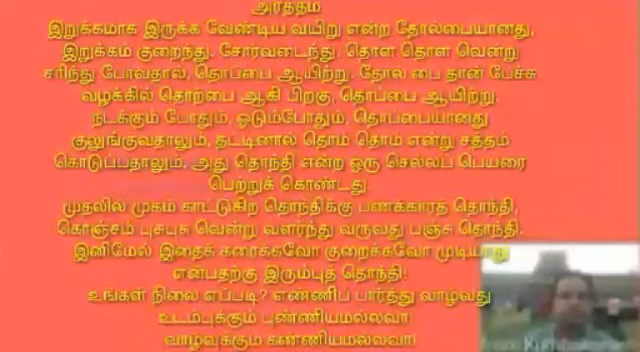 அர்த்தம்
இறுக்கமாக இருக்க வேண்டிய வயிறு என்ற தோல்பையானது,
இறுக்கம் குறைந்து. சோர்வடைந்து, தொள தொள வென்று
சரிந்து போவதால், தொப்பை ஆயிற்று. தோல் பை தான் பேச்சு
வழக்கில் தொற்பை ஆகி பிறகு, தொப்பை ஆயிற்று.
நடக்கும் போதும், ஓடும்போதும், தொப்பையானது
குலுங்குவதாலும், தட்டினால் தொம் தொம் என்று சத்தம்
கொடுப்பதாலும், அது தொந்தி என்ற ஒரு செல்லப் பெயரை
பெற்றுக் கொண்டது
முதலில் முகம் காட்டுகிற தொந்திக்கு பணக்காரத் தொந்தி,
கொஞ்சம் புசுபுசு வென்று வளர்ந்து வருவது பஞ்சு தொந்தி.
இனிமேல் இதைக் கரைக்கவோ குறைக்கவோ முடியாது
என்பதற்கு இரும்புத் தொந்தி!
உங்கள் நிலை எப்படி? எண்ணிப் பார்த்து வாழ்வது
உடம்புக்கும் புண்ணியமல்லவா!
வாழ்வுக்கும் கண்ணியமல்லவா!